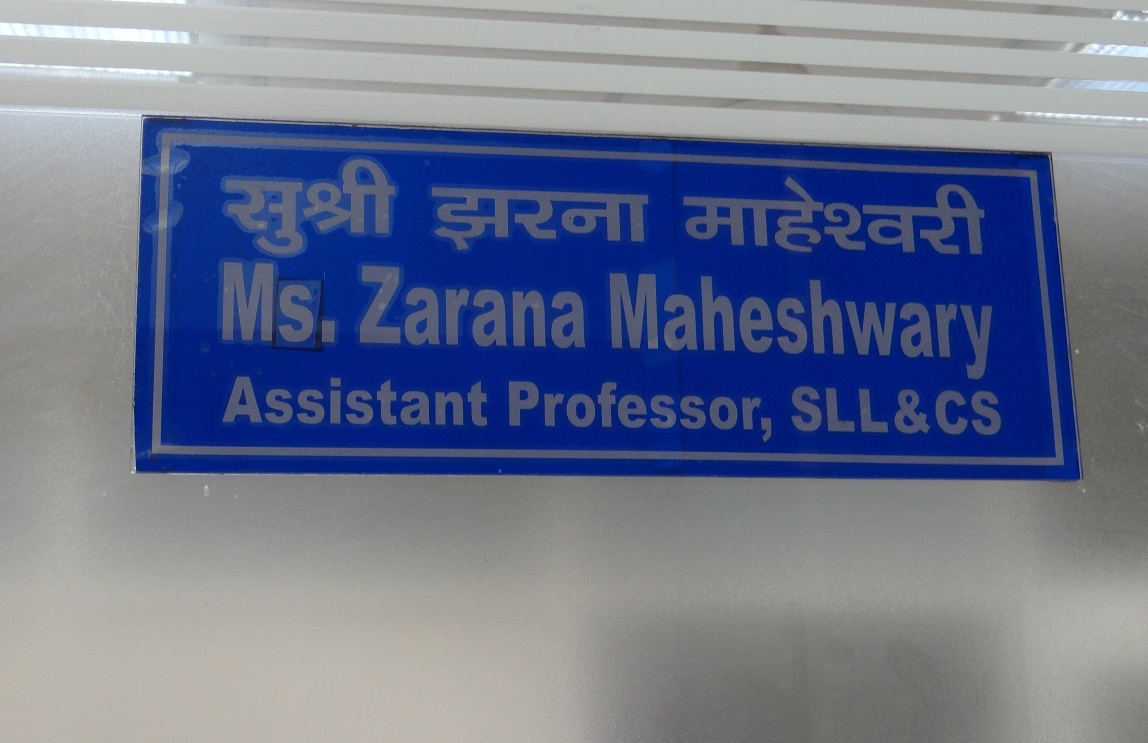 सुश्री झरना माहेश्वरी
Ms. Zarana Maheshwary
Assistant Professor, SLL&CS